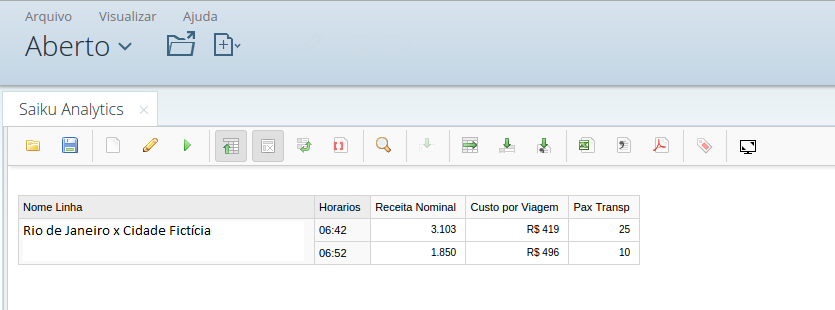 Arquivo Visualizar Ajuda
Aberto
Saiku Analytics
Nome Linha Horarios Receita Nominal Custo por Viagem Pax Transp
Rio de Janeiro x Cidade Fictícia 06:42 3.103 R$ 419 25
06:52 1.850 R$ 496 10